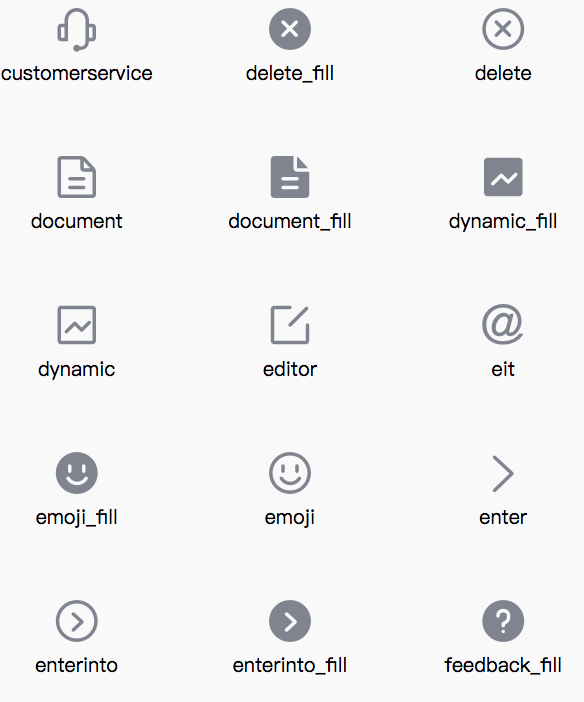 customerservice
delete_fill
delete
document
document_fill
dynamic_fill
dynamic
editor
eit
emoji_fill
emoji
enter
enterinto
enterinto_fill
feedback_fill